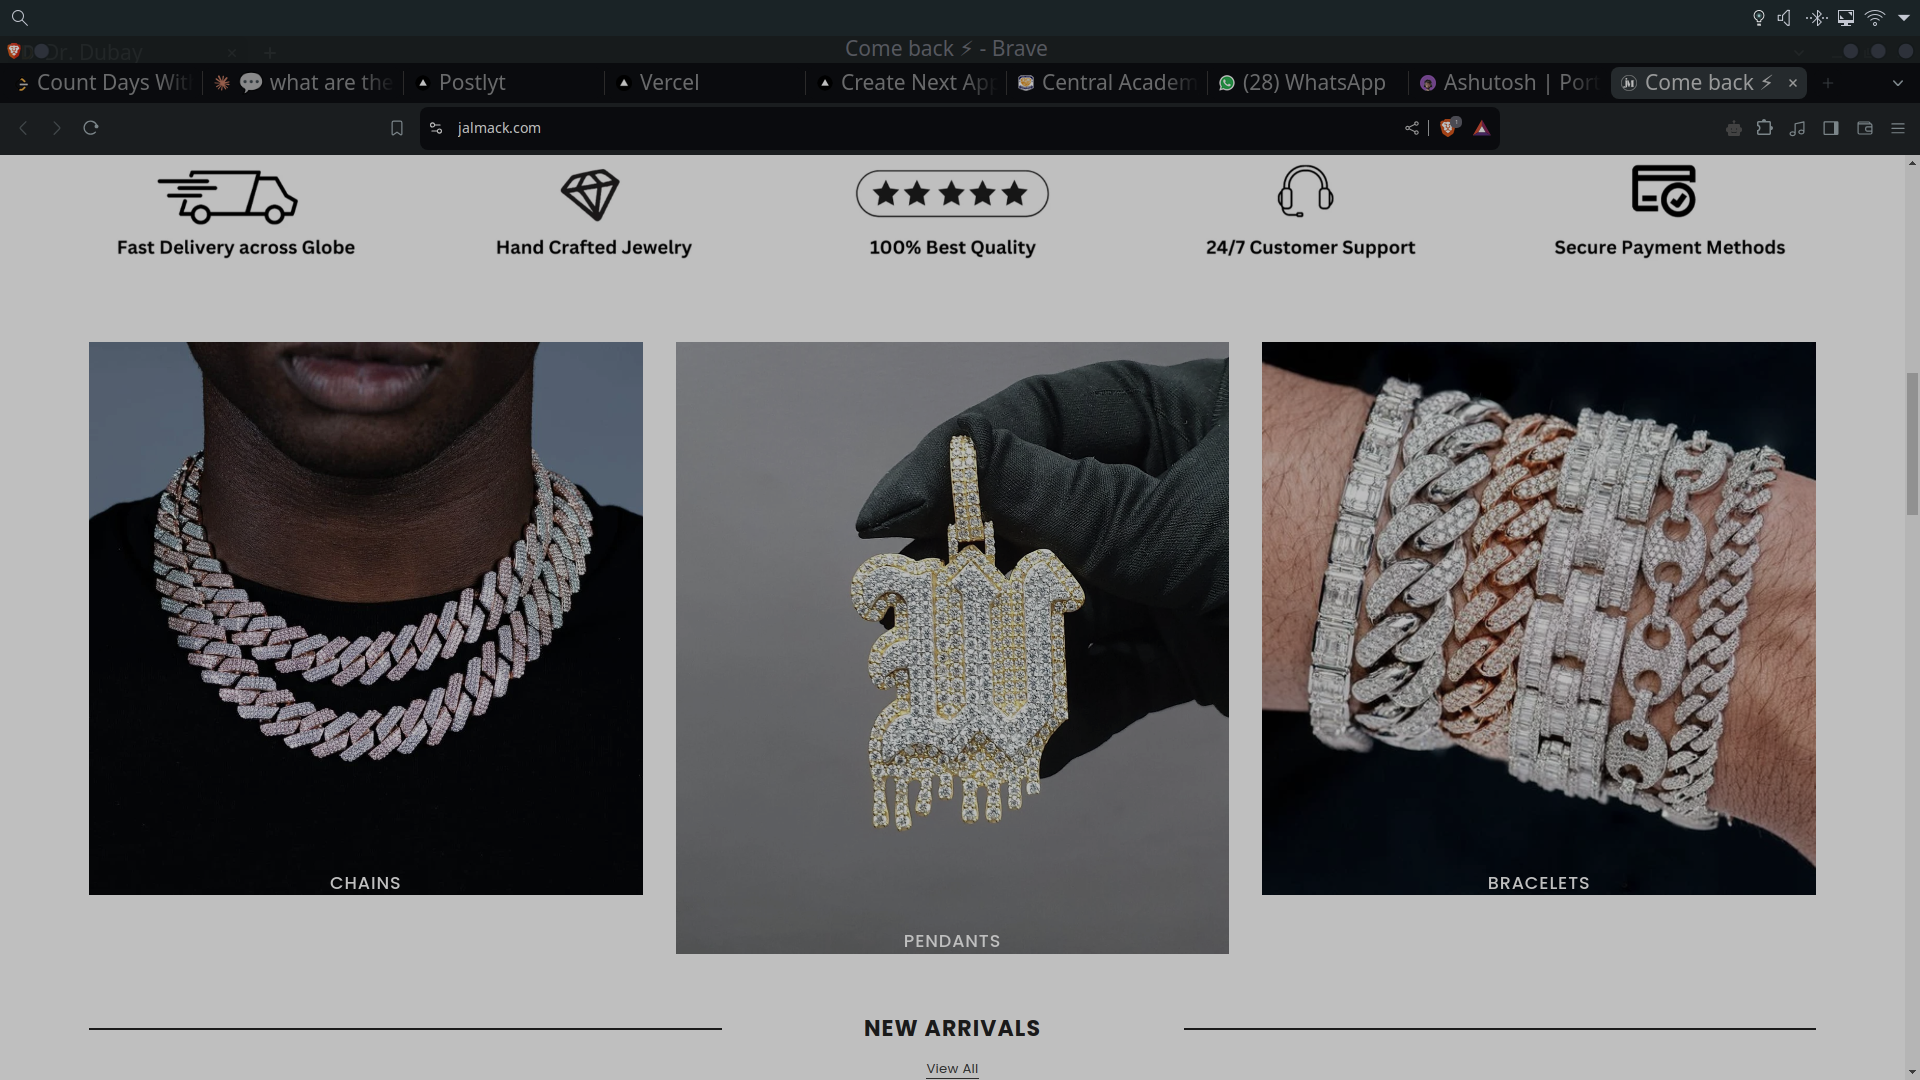 Dr. Dubay
Come back ⚡ - Brave
Count Days Wit
what are the
Postlyt
Vercel
Create Next App
Central Academ
(28) WhatsApp
Ashutosh | Port
Come back ⚡
jalmack.com
1
Fast Delivery across Globe
Hand Crafted Jewelry
100% Best Quality
24/7 Customer Support
Secure Payment Methods
CHAINS
PENDANTS
BRACELETS
NEW ARRIVALS
View All